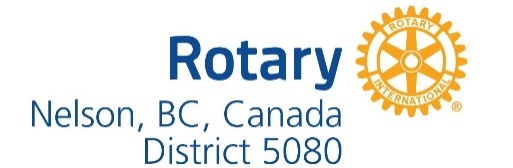 Rotary
Nelson, BC, Canada
District 5080
ROTARY
INTERNATIONAL
®